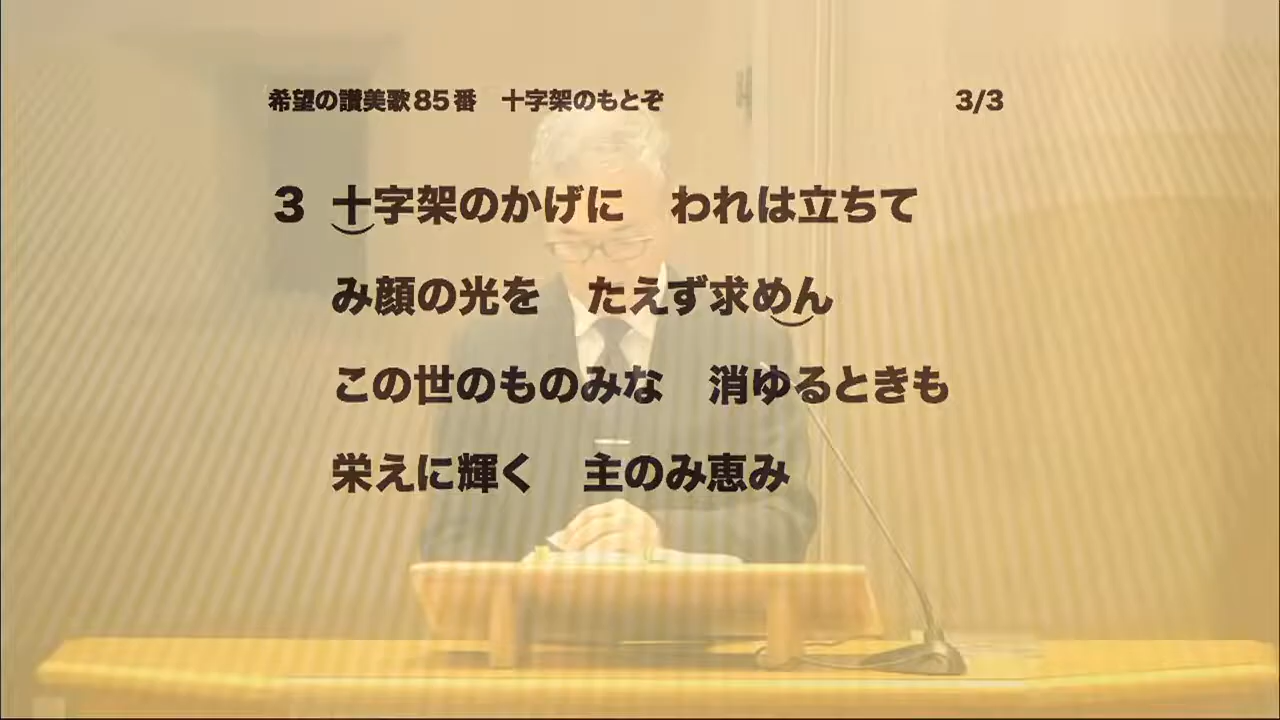 希望の讃美歌85番　十字架のもとぞ　3/3
3 十字架のかげに　われは立ちて
み顔の光を　たえず求めん
この世のものみな　消ゆるときも
栄えに輝く　主のみ恵み